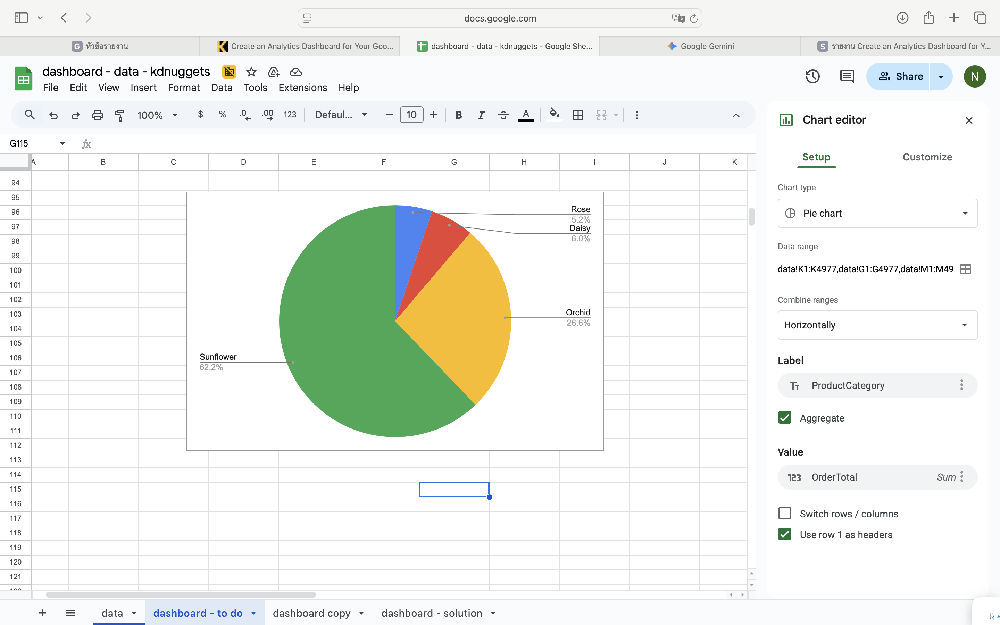 docs.google.com
G หัวข้อรายงาน
Create an Analytics Dashboard for Your Goo...
dashboard - data - kdnuggets - Google She...
Google Gemini
S รายงาน Create an Analytics Dashboard for Y...
dashboard - data - kdnuggets
File Edit View Insert Format Data Tools Extensions Help
Share
N
100% $ % .0 .00 123 Defaul... 10 B I A
G115
fx
A B C D E F G H I J K
94
95
96
97
98
99
100
101
102
103
104
105
106
107
108
109
110
111
112
113
114
115
116
117
118
119
120
121
Rose
5.2%
Daisy
6.0%
Orchid
26.6%
Sunflower
62.2%
Chart editor
Setup Customize
Chart type
Pie chart
Data range
data!K1:K4977,data!G1:G4977,data!M1:M49
Combine ranges
Horizontally
Label
Tт ProductCategory
Aggregate
Value
123 OrderTotal Sum
Switch rows / columns
Use row 1 as headers
data dashboard - to do dashboard copy dashboard - solution